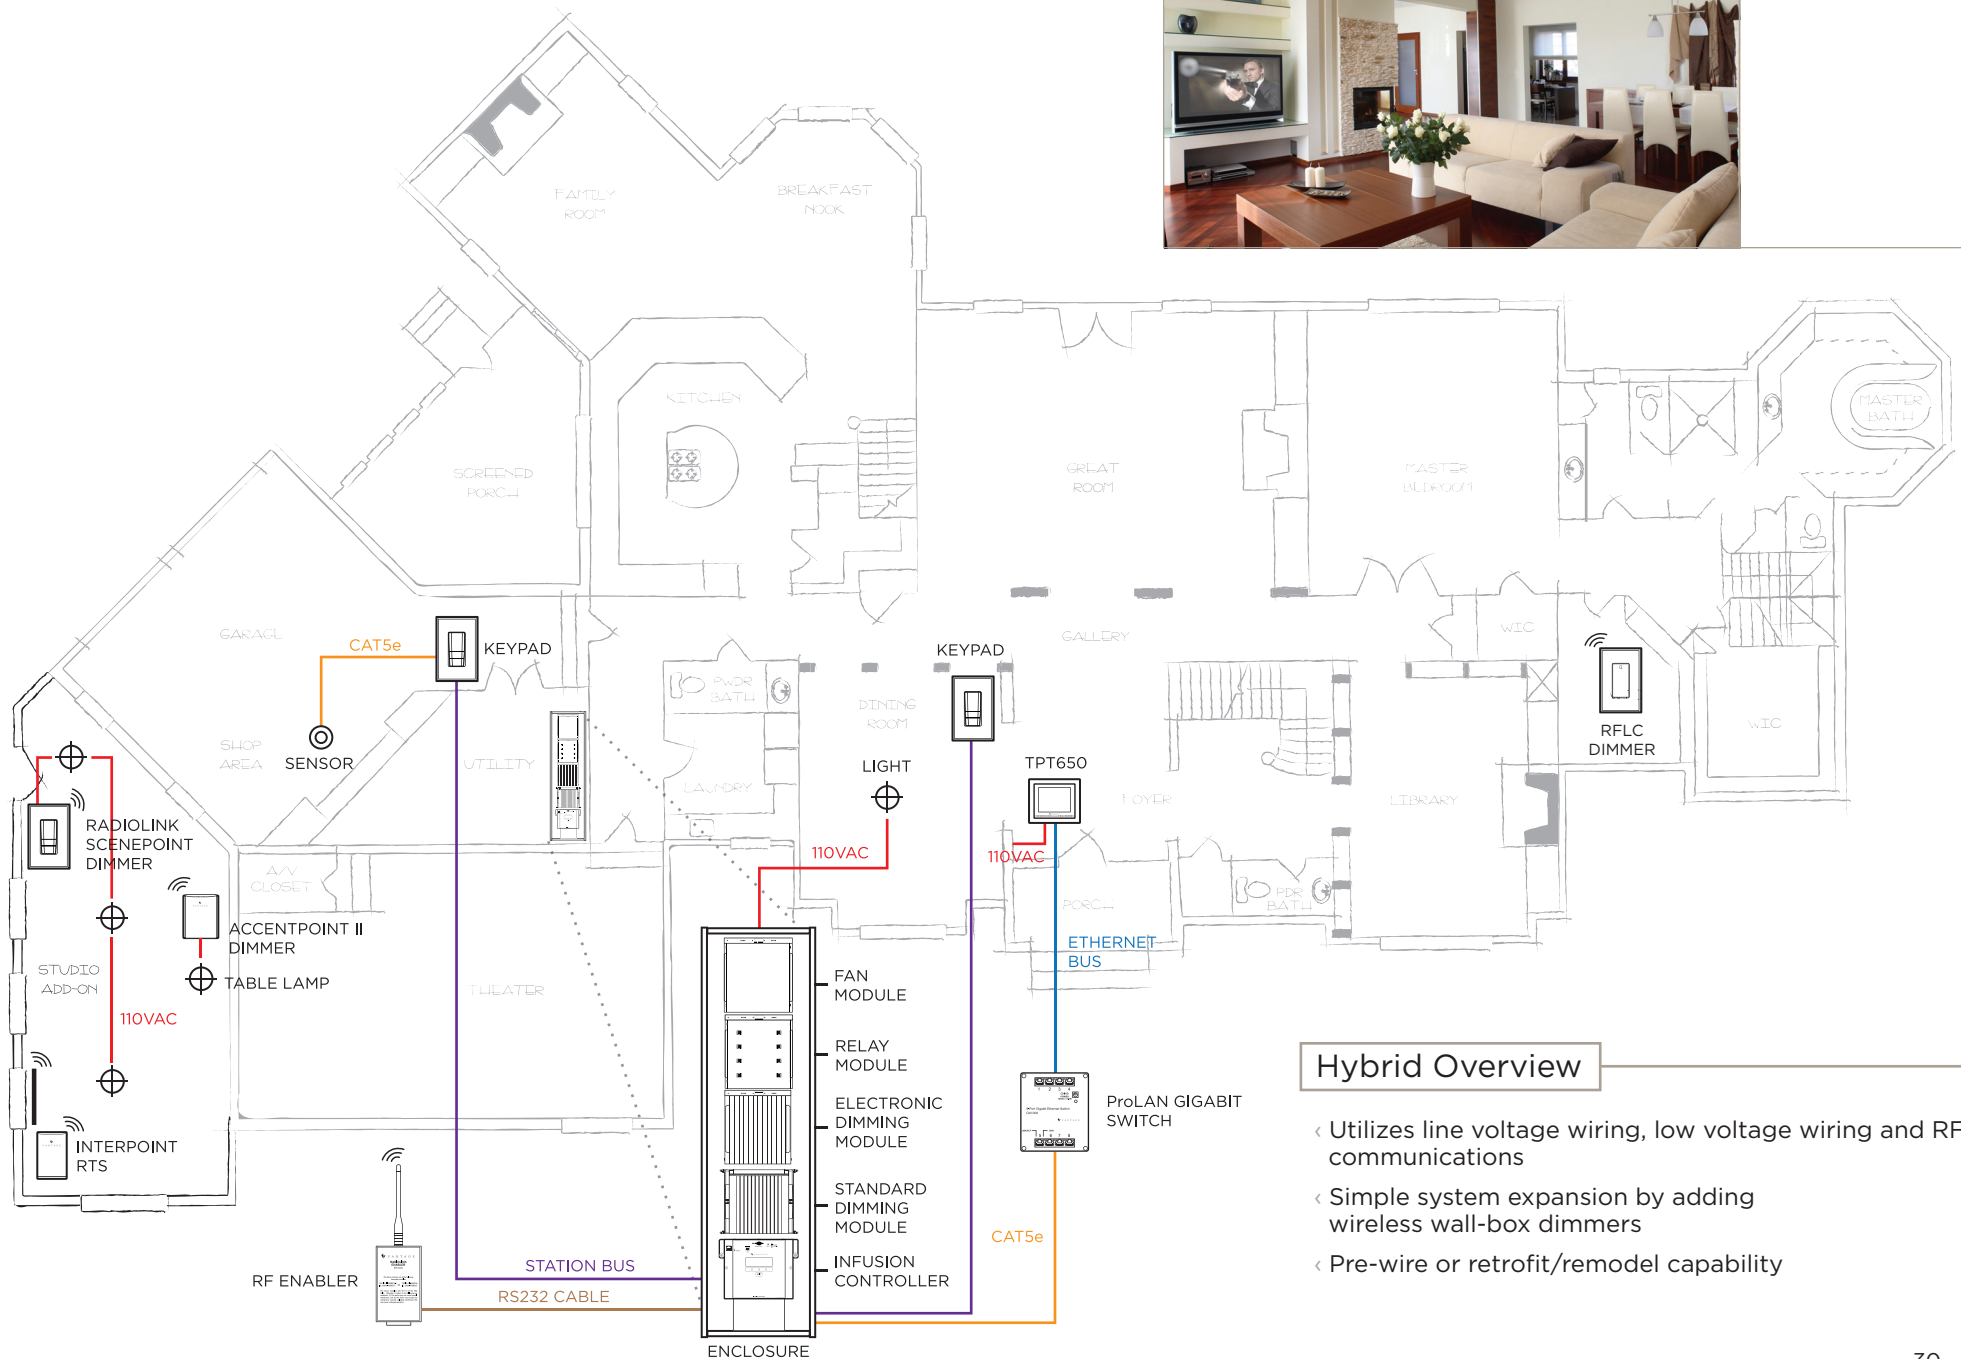 FAMILY
ROOM
BREAKFAST
NOOK
KITCHEN
SCREENED
PORCH
GREAT
ROOM
MASTER
BEDROOM
MASTER
BATH
GARAGE
CAT5e
KEYPAD
SENSOR
SHOP
AREA
UTILITY
PWDR
BATH
LAUNDRY
DINING
ROOM
KEYPAD
GALLERY
WIC
WIC
RFLC
DIMMER
LIGHT
110VAC
TPT650
110VAC
FOYER
LIBRARY
PORCH
PDR
BATH
RADIOLINK
SCENEPOINT
DIMMER
A/V
CLOSET
ACCENTPOINT II
DIMMER
TABLE LAMP
STUDIO
ADD-ON
110VAC
THEATER
INTERPOINT
RTS
ETHERNET
BUS
FAN
MODULE
RELAY
MODULE
ELECTRONIC
DIMMING
MODULE
STANDARD
DIMMING
MODULE
INFUSION
CONTROLLER
ENCLOSURE
ProLAN GIGABIT
SWITCH
CAT5e
RF ENABLER
STATION BUS
RS232 CABLE
Hybrid Overview
‹ Utilizes line voltage wiring, low voltage wiring and RF
communications
‹ Simple system expansion by adding
wireless wall-box dimmers
‹ Pre-wire or retrofit/remodel capability